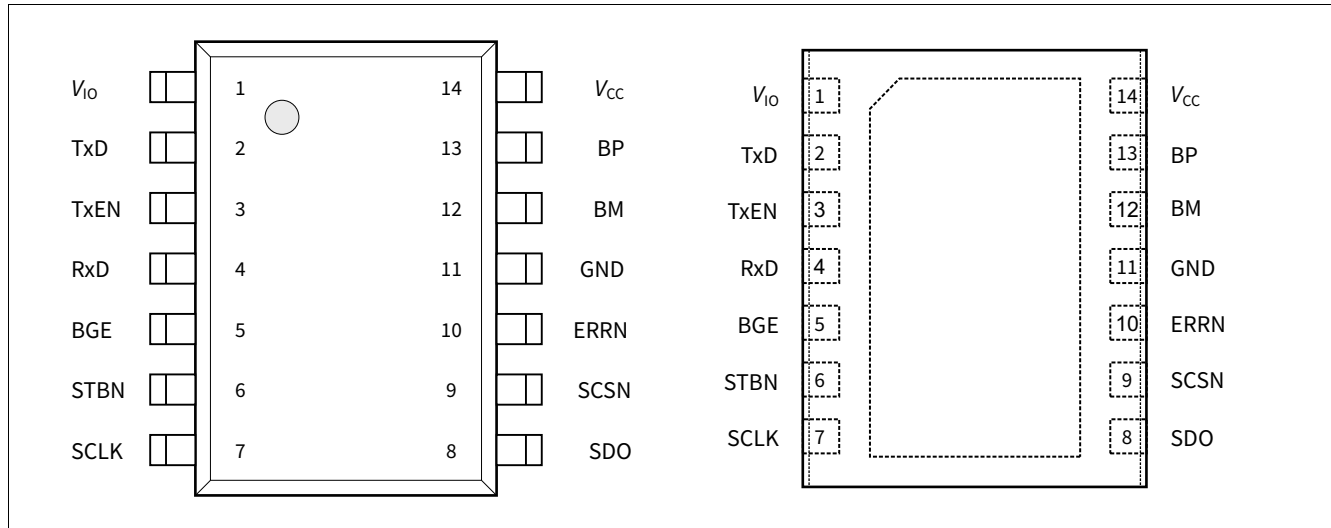 VIO 1 14 VCC
TxD 2 13 BP
TxEN 3 12 BM
RxD 4 11 GND
BGE 5 10 ERRN
STBN 6 9 SCSN
SCLK 7 8 SDO
VIO 1 14 VCC
TxD 2 13 BP
TxEN 3 12 BM
RxD 4 11 GND
BGE 5 10 ERRN
STBN 6 9 SCSN
SCLK 7 8 SDO